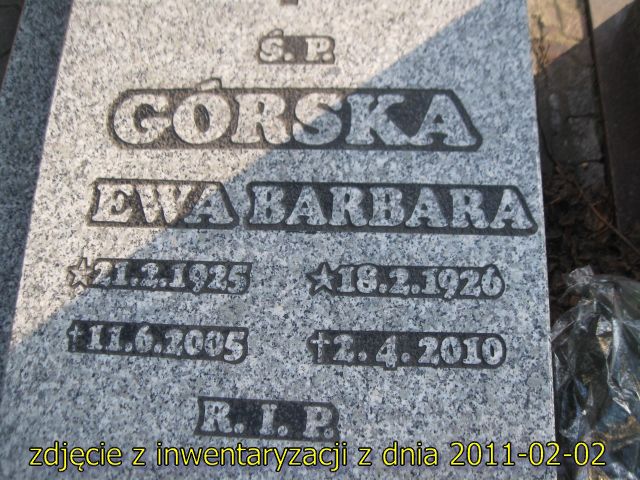 Ś. P.
GÓRSKA
EWA BARBARA
☆21.2.1925 ☆18.2.1926
†11.6.2005 †2.4.2010
R. I. P.
zdjęcie z inwentaryzacji z dnia 2011-02-02